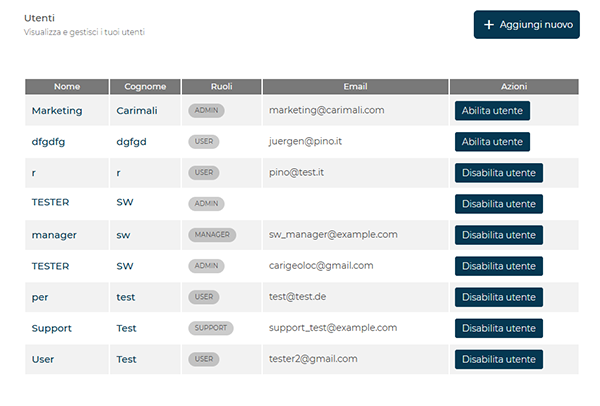 Utenti
Visualizza e gestisci i tuoi utenti
+ Aggiungi nuovo
Nome Cognome Ruoli Email Azioni
Marketing Carimali ADMIN marketing@carimali.com Abilita utente
dfgdfg dgfgd USER juergen@pino.it Abilita utente
r r USER pino@test.it Disabilita utente
TESTER SW ADMIN Disabilita utente
manager sw MANAGER sw_manager@example.com Disabilita utente
TESTER SW ADMIN carigeoloc@gmail.com Disabilita utente
per test USER test@test.de Disabilita utente
Support Test SUPPORT support_test@example.com Disabilita utente
User Test USER tester2@gmail.com Disabilita utente